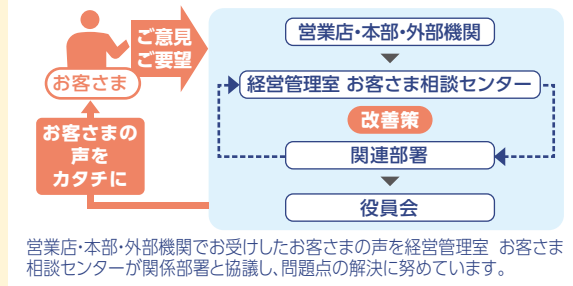 ご意見
ご要望
お客さま
お客さまの
声を
カタチに
営業店・本部・外部機関
経営管理室 お客さま相談センター
改善策
関連部署
役員会
営業店・本部・外部機関でお受けしたお客さまの声を経営管理室 お客さま
相談センターが関係部署と協議し、問題点の解決に努めています。